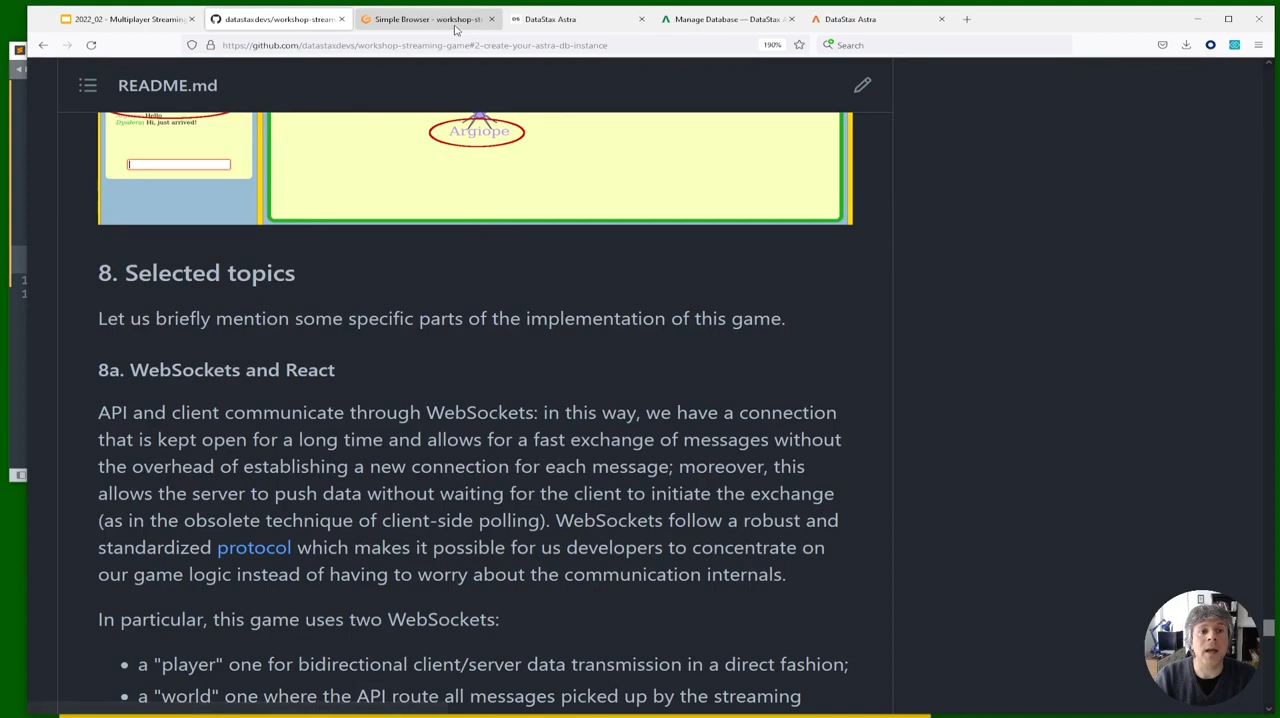 2022_02 - Multiplayer Streaming
datastaxdevs/workshop-stream
Simple Browser - workshop-st
DS DataStax Astra
Manage Database — DataStax A
DataStax Astra
https://github.com/datastaxdevs/workshop-streaming-game#2-create-your-astra-db-instance
190%
Search
README.md
Hello
Hi, just arrived!
Argiope
8. Selected topics
Let us briefly mention some specific parts of the implementation of this game.
8a. WebSockets and React
API and client communicate through WebSockets: in this way, we have a connection
that is kept open for a long time and allows for a fast exchange of messages without
the overhead of establishing a new connection for each message; moreover, this
allows the server to push data without waiting for the client to initiate the exchange
(as in the obsolete technique of client-side polling). WebSockets follow a robust and
standardized protocol which makes it possible for us developers to concentrate on
our game logic instead of having to worry about the communication internals.
In particular, this game uses two WebSockets:
• a "player" one for bidirectional client/server data transmission in a direct fashion;
• a "world" one where the API route all messages picked up by the streaming